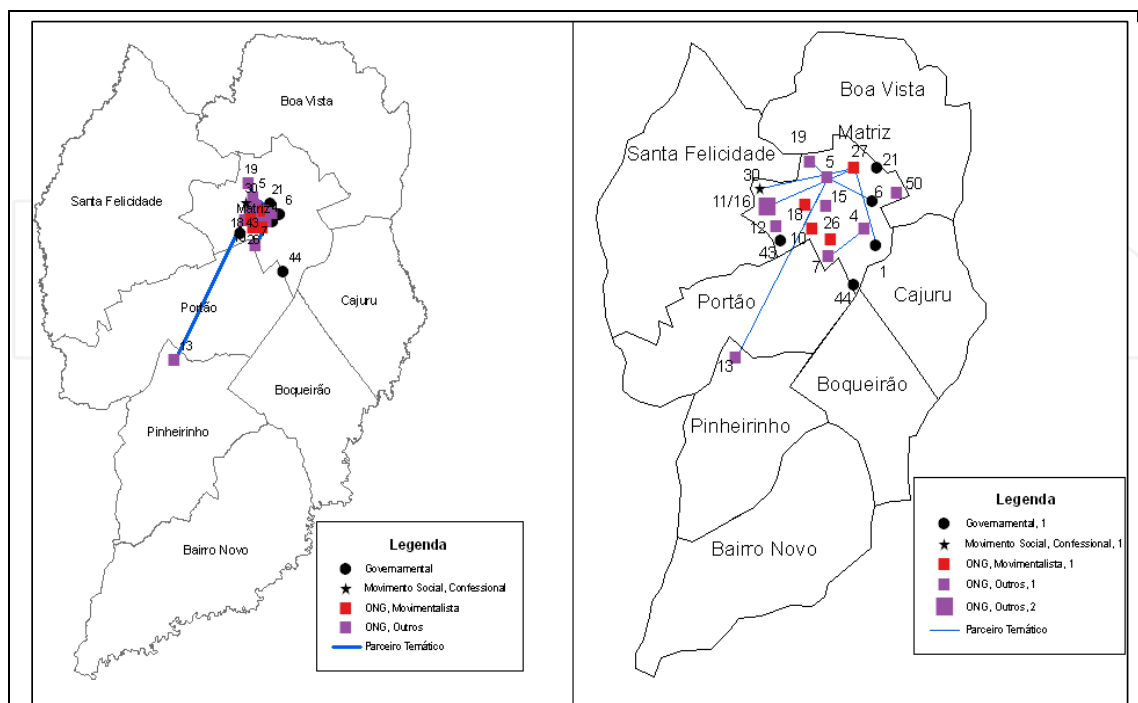 Boa Vista
Santa Felicidade
19
5
30
21
6
Matriz
4
18
43
7
26
44
Portão
Cajuru
13
Boqueirão
Pinheirinho
Bairro Novo
Legenda
Governamental
Movimento Social, Confessional
ONG, Movimentalista
ONG, Outros
Parceiro Temático
Boa Vista
Matriz
19
27
Santa Felicidade
5
21
30
6
50
11/16
15
18
4
12
26
10
43
7
1
44
Cajuru
Portão
13
Boqueirão
Pinheirinho
Bairro Novo
Legenda
Governamental, 1
Movimento Social, Confessional, 1
ONG, Movimentalista, 1
ONG, Outros, 1
ONG, Outros, 2
Parceiro Temático